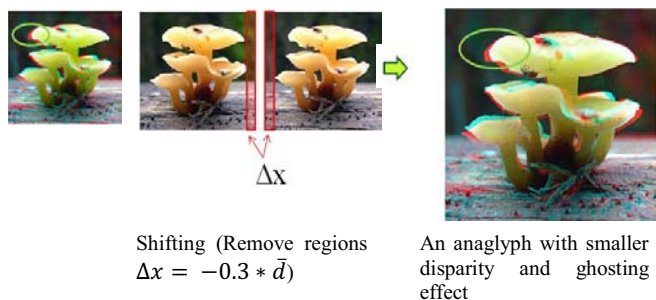 Δx
Shifting (Remove regions
Δx = −0.3 * d̄)
An anaglyph with smaller
disparity and ghosting
effect